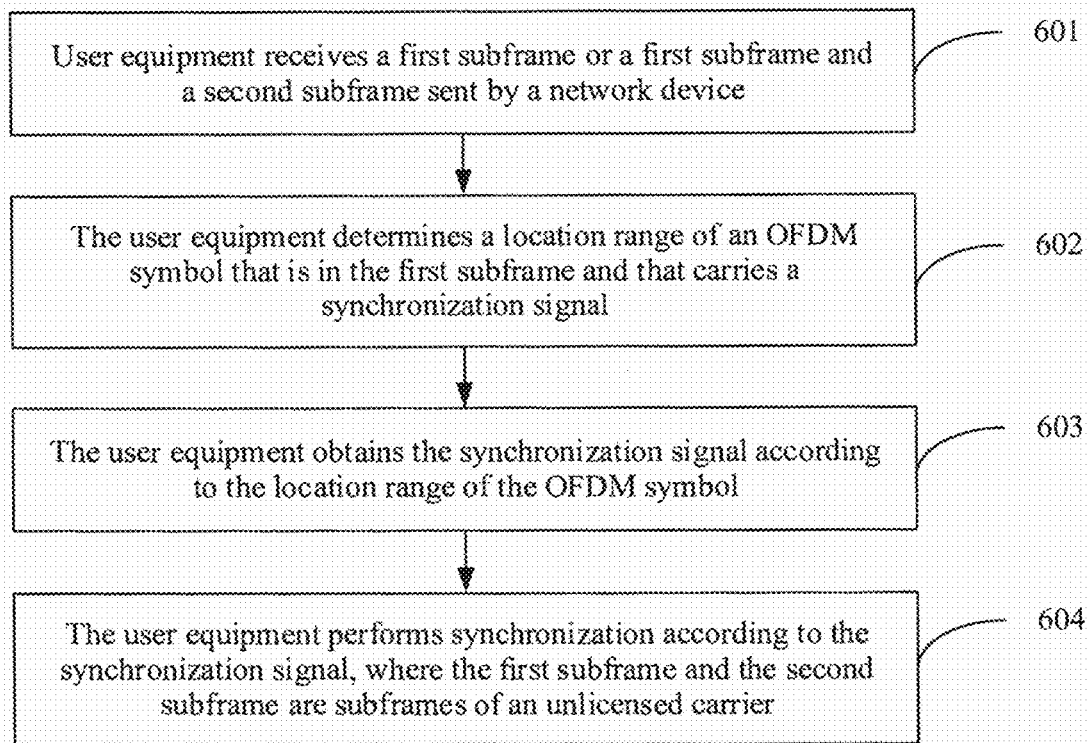 User equipment receives a first subframe or a first subframe and
a second subframe sent by a network device
601
The user equipment determines a location range of an OFDM
symbol that is in the first subframe and that carries a
synchronization signal
602
The user equipment obtains the synchronization signal according
to the location range of the OFDM symbol
603
The user equipment performs synchronization according to the
synchronization signal, where the first subframe and the second
subframe are subframes of an unlicensed carrier
604